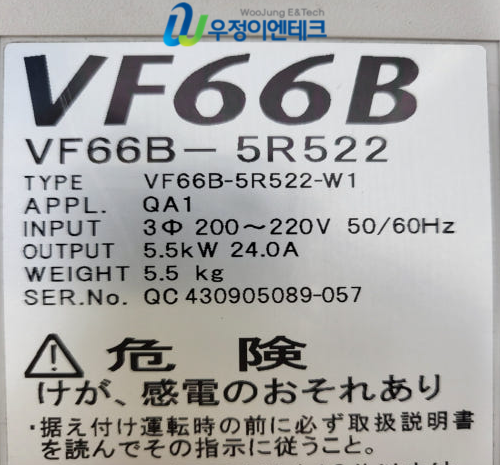 WooJung E&Tech
우정이엔테크
VF66B
VF66B-5R522
TYPE VF66B-5R522-W1
APPL. QA1
INPUT 3Φ 200～220V 50/60Hz
OUTPUT 5.5kW 24.0A
WEIGHT 5.5 kg
SER.No. QC430905089-057
危 険
けが、感電のおそれあり
・据え付け運転時の前に必ず取扱説明書
を読んでその指示に従うこと。